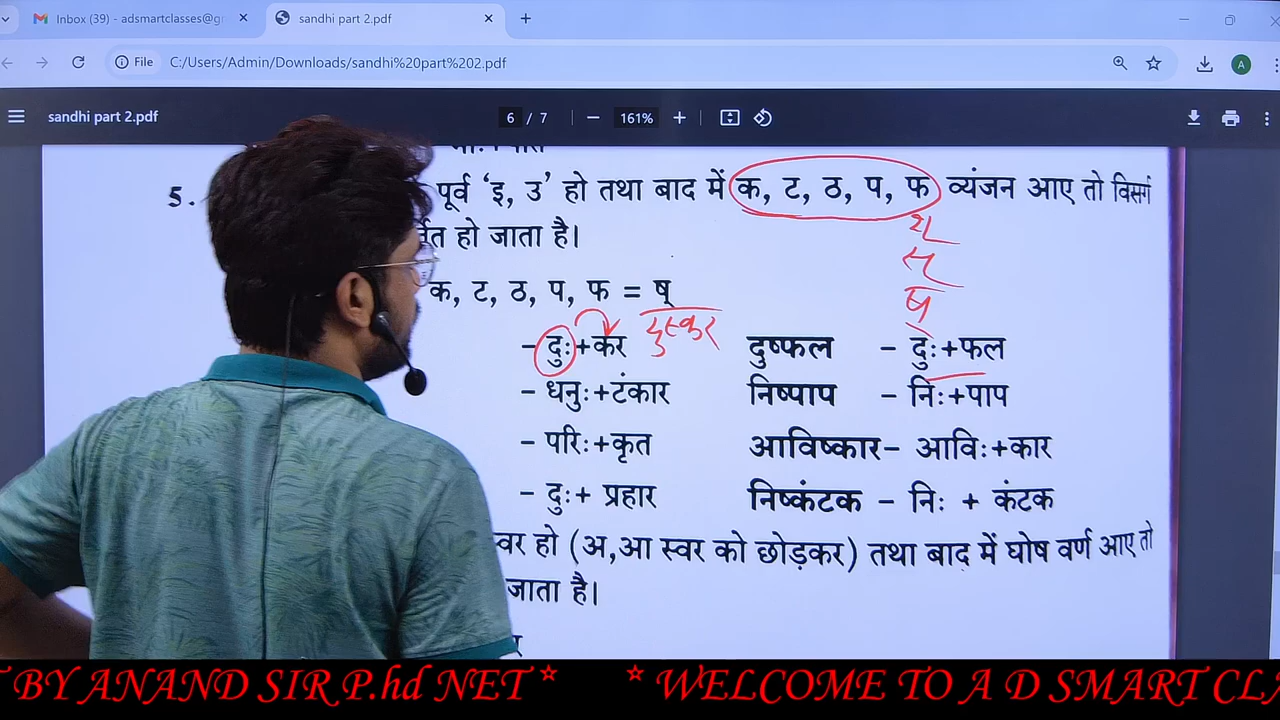 Inbox (39) - adsmartclasses@gr
sandhi part 2.pdf
File C:/Users/Admin/Downloads/sandhi%20part%202.pdf
A
sandhi part 2.pdf 6 / 7 161%
5. पूर्व ‘इ, उ’ हो तथा बाद में क, ट, ठ, प, फ व्यंजन आए तो विसर्ग
हो जाता है।
श्
स्
ष्
क, ट, ठ, प, फ = ष्
- दुः+कर दुस्कर दुष्फल - दुः+फल
- धनुः+टंकार निष्पाप - निः+पाप
- परिः+कृत आविष्कार- आविः+कार
- दुः+ प्रहार निष्कंटक - निः + कंटक
स्वर हो (अ,आ स्वर को छोड़कर) तथा बाद में घोष वर्ण आए तो
जाता है।
BY ANAND SIR P.hd NET * * WELCOME TO A D SMART CLA